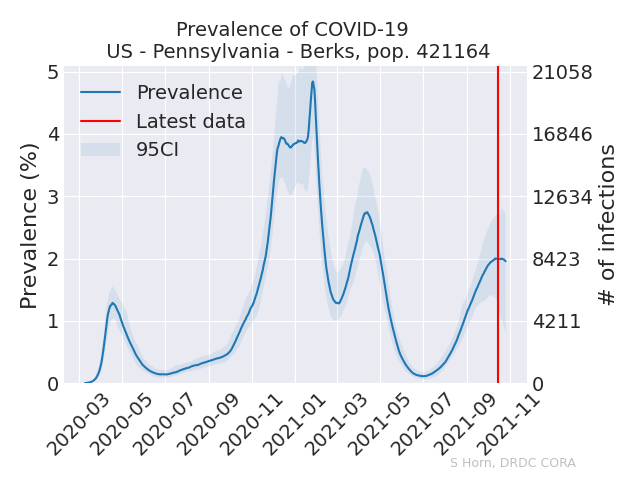 Prevalence of COVID-19
US - Pennsylvania - Berks, pop. 421164
Prevalence
Latest data
95CI
Prevalence (%)
5
4
3
2
1
0
21058
16846
12634
8423
4211
0
# of infections
2020-03
2020-05
2020-07
2020-09
2020-11
2021-01
2021-03
2021-05
2021-07
2021-09
2021-11
S Horn, DRDC CORA